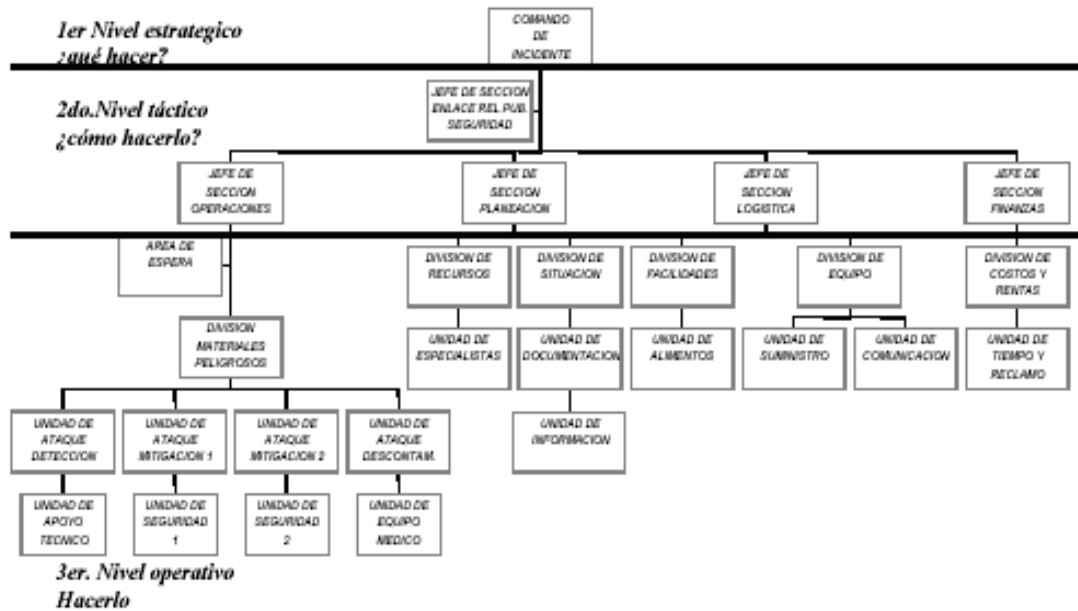 1er Nivel estrategico
¿qué hacer?
COMANDO
DE
INCIDENTE
2do.Nivel táctico
¿cómo hacerlo?
JEFE DE SECCION
ENLACE REL PUB.
SEGURIDAD
JEFE DE
SECCION
OPERACIONES
JEFE DE
SECCION
PLANEACION
JEFE DE
SECCION
LOGISTICA
JEFE DE
SECCION
FINANZAS
AREA DE
ESPERA
DIVISION DE
RECURSOS
DIVISION DE
SITUACION
DIVISION DE
FACILIDADES
DIVISION DE
EQUIPO
DIVISION DE
COSTOS Y
RENTAS
DIVISION
MATERIALES
PELIGROSOS
UNIDAD DE
ESPECIALISTAS
UNIDAD DE
DOCUMENTACION
UNIDAD DE
ALIMENTOS
UNIDAD DE
SUMINISTRO
UNIDAD DE
COMUNICACION
UNIDAD DE
TIEMPO Y
RECLAMO
UNIDAD DE
ATAQUE
DETECCION
UNIDAD DE
ATAQUE
MITIGACION 1
UNIDAD DE
ATAQUE
MITIGACION 2
UNIDAD DE
ATAQUE
DESCONTAM.
UNIDAD DE
INFORMACION
UNIDAD DE
APOYO
TECNICO
UNIDAD DE
SEGURIDAD
1
UNIDAD DE
SEGURIDAD
2
UNIDAD DE
EQUIPO
MEDICO
3er. Nivel operativo
Hacerlo